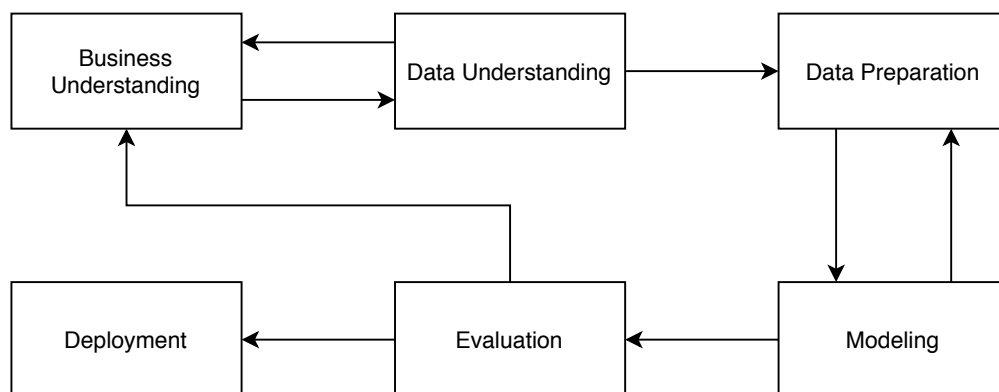 Business
Understanding
Data Understanding
Data Preparation
Deployment
Evaluation
Modeling